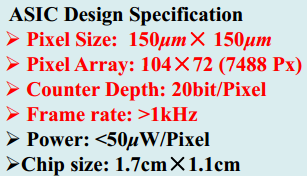 ASIC Design Specification
➢ Pixel Size: 150μm×150μm
➢ Pixel Array: 104×72 (7488 Px)
➢ Counter Depth: 20bit/Pixel
➢ Frame rate: >1kHz
➢ Power: <50μW/Pixel
➢Chip size: 1.7cm×1.1cm